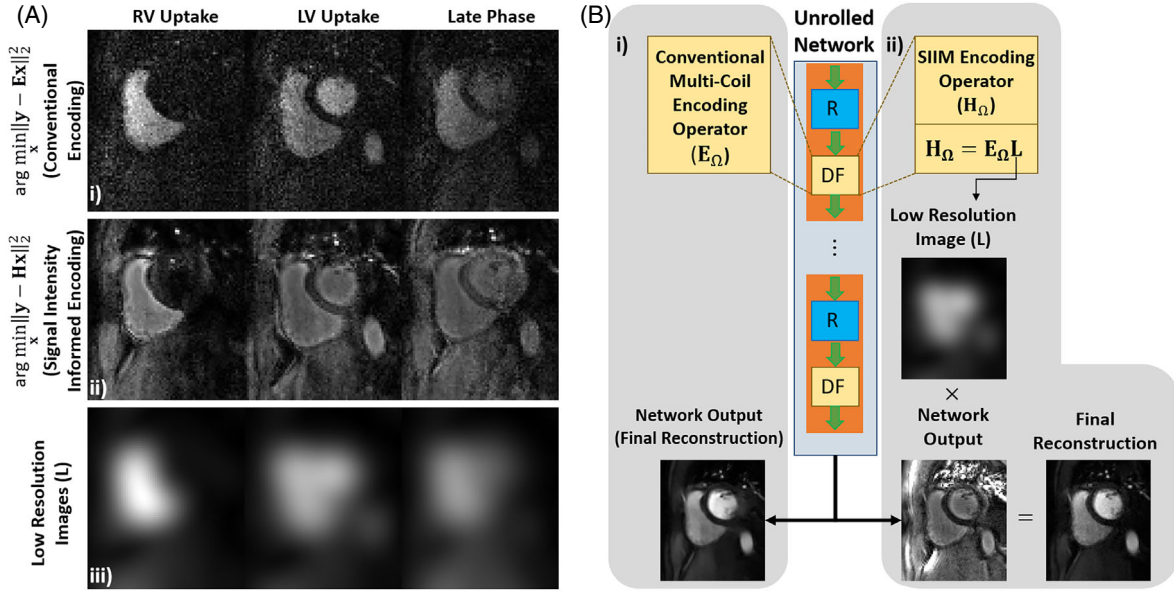 (A)
RV Uptake
LV Uptake
Late Phase
arg min ‖y − Ex‖₂²
x
(Conventional
Encoding)
i)
arg min ‖y − Hx‖₂²
x
(Signal Intensity
Informed Encoding)
ii)
Low Resolution
Images (L)
iii)
(B)
i)
Conventional
Multi-Coil
Encoding
Operator
(E_Ω)
Unrolled
Network
R
DF
⋮
R
DF
ii)
SIIM Encoding
Operator
(H_Ω)
H_Ω = E_ΩL
Low Resolution
Image (L)
×
Network Output
(Final Reconstruction)
Network
Output
=
Final
Reconstruction